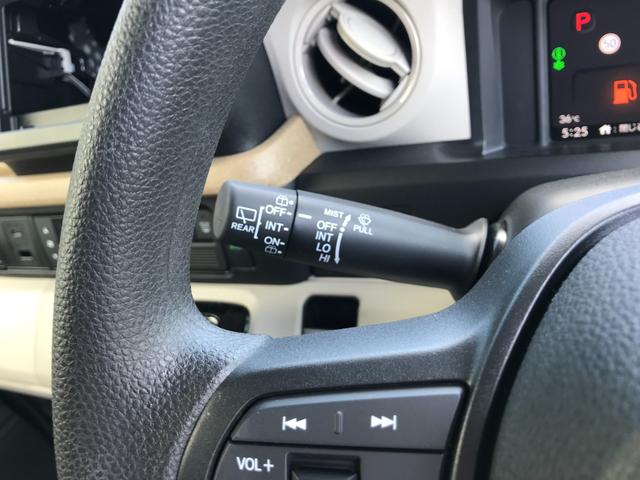 P
50
36℃
5:25
OFF
INT
ON
REAR
MIST
OFF
INT
LO
HI
PULL
VOL+